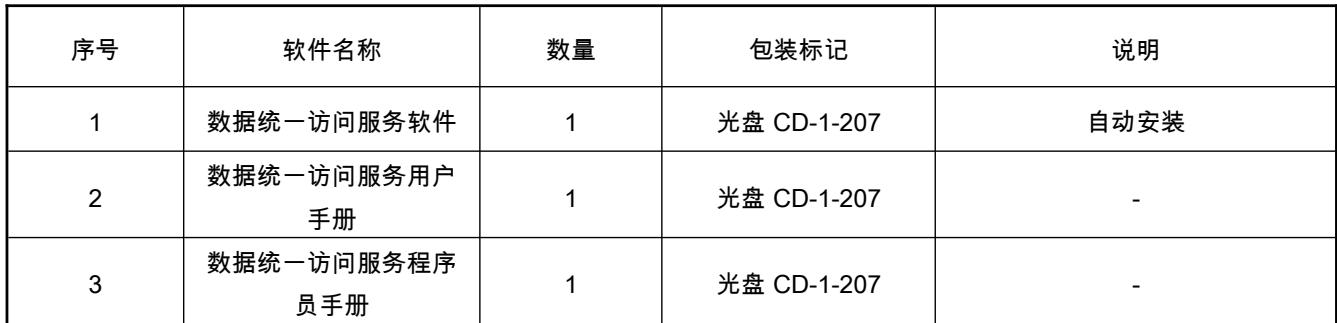 序号 软件名称 数量 包装标记 说明
1 数据统一访问服务软件 1 光盘 CD-1-207 自动安装
数据统一访问服务用户
2 1 光盘 CD-1-207 -
手册
数据统一访问服务程序
3 1 光盘 CD-1-207 -
员手册